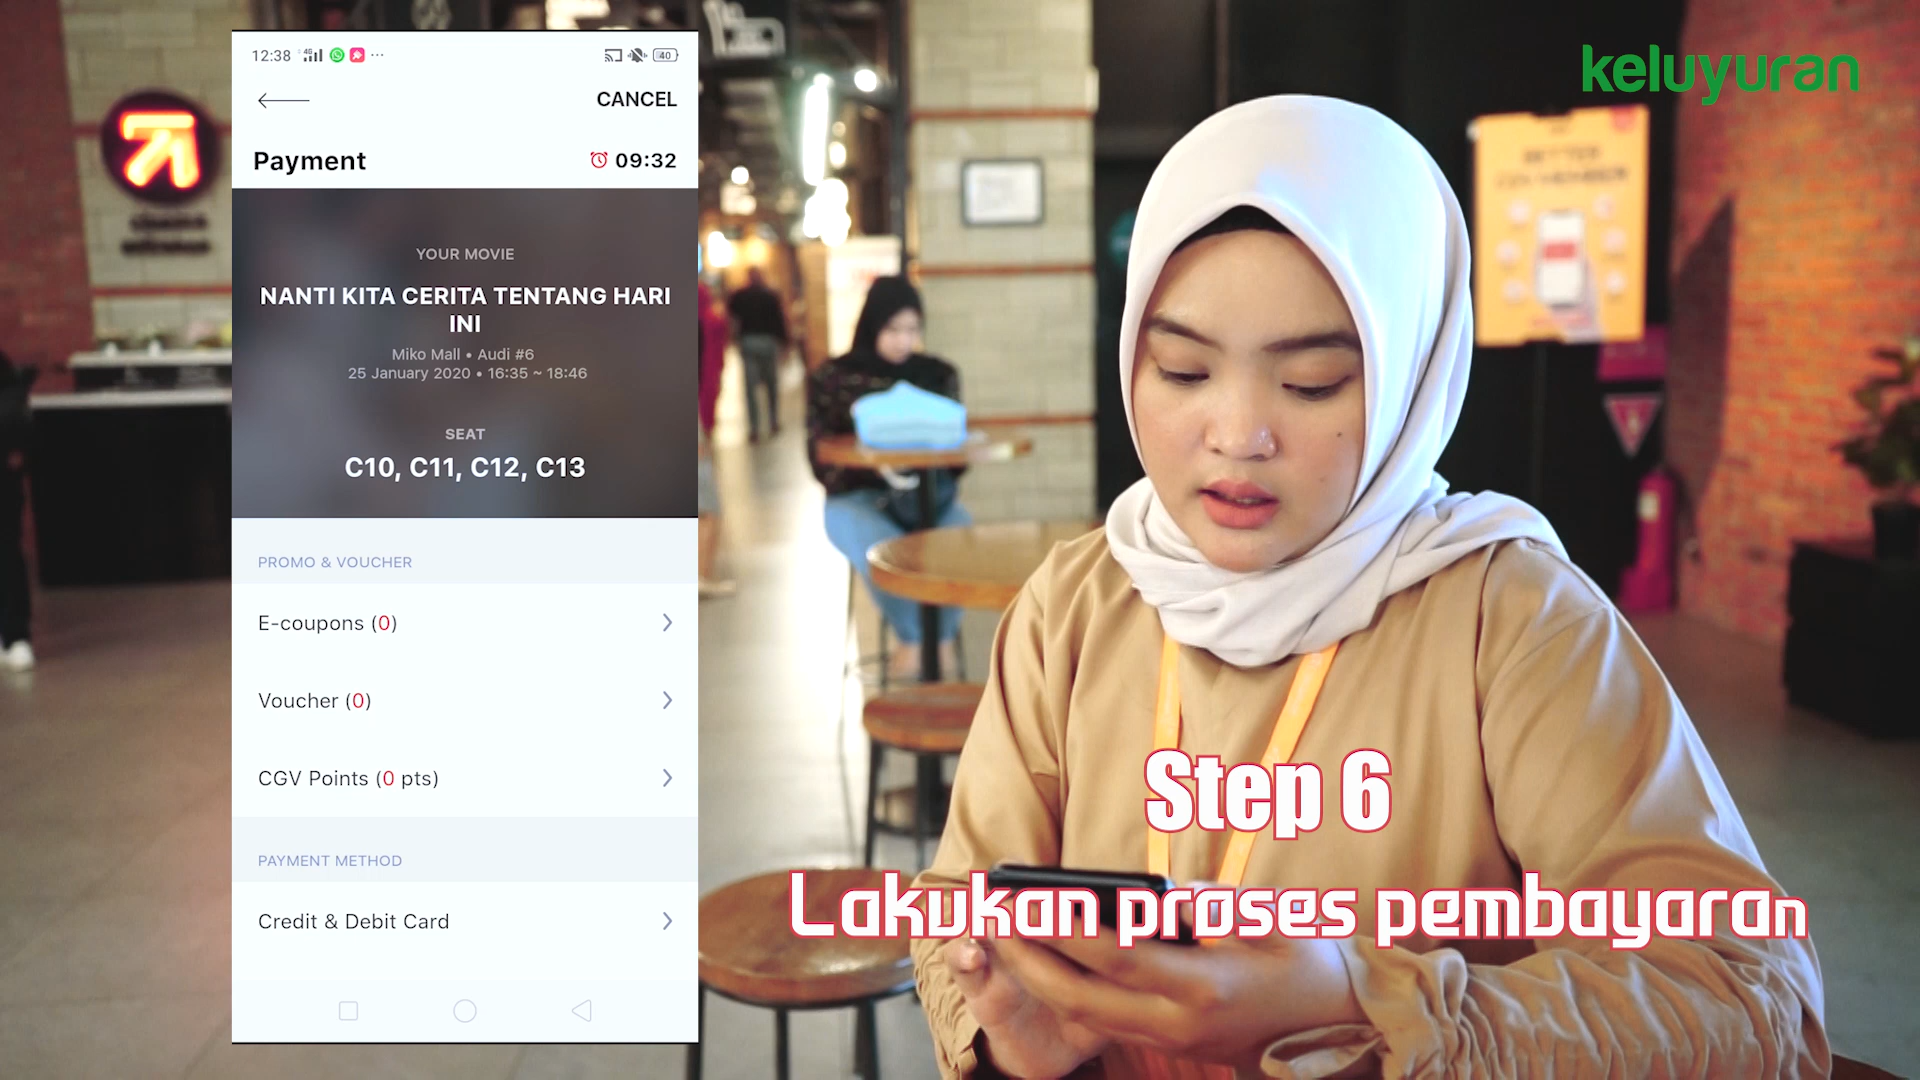 12:38
4G
40
CANCEL
Payment
09:32
YOUR MOVIE
NANTI KITA CERITA TENTANG HARI
INI
Miko Mall • Audi #6
25 January 2020 • 16:35 ~ 18:46
SEAT
C10, C11, C12, C13
PROMO & VOUCHER
E-coupons (0)
Voucher (0)
CGV Points (0 pts)
PAYMENT METHOD
Credit & Debit Card
keluyuran
Step 6
Lakukan proses pembayaran